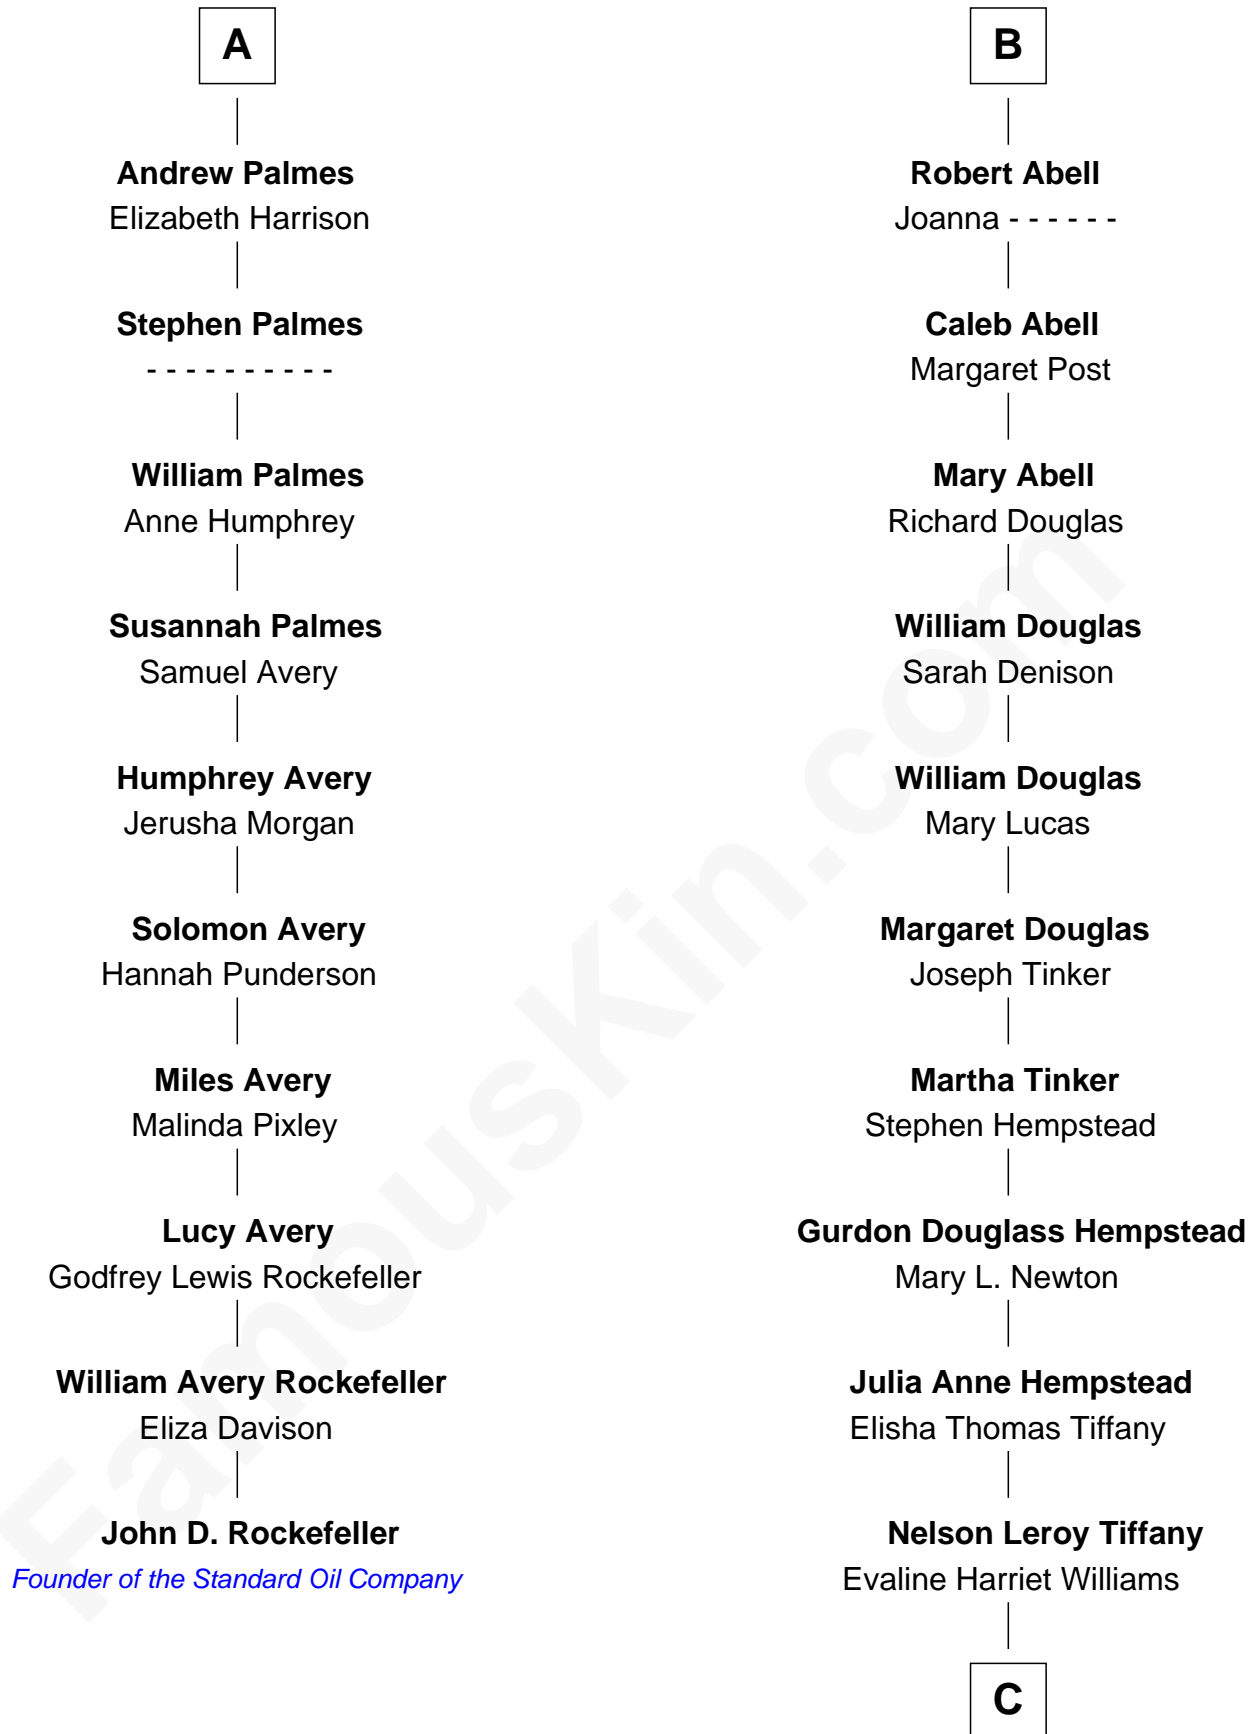 A
Andrew Palmes
Elizabeth Harrison
Stephen Palmes
- - - - - - - - - -
William Palmes
Anne Humphrey
Susannah Palmes
Samuel Avery
Humphrey Avery
Jerusha Morgan
Solomon Avery
Hannah Punderson
Miles Avery
Malinda Pixley
Lucy Avery
Godfrey Lewis Rockefeller
William Avery Rockefeller
Eliza Davison
John D. Rockefeller
Founder of the Standard Oil Company
B
Robert Abell
Joanna - - - - - -
Caleb Abell
Margaret Post
Mary Abell
Richard Douglas
William Douglas
Sarah Denison
William Douglas
Mary Lucas
Margaret Douglas
Joseph Tinker
Martha Tinker
Stephen Hempstead
Gurdon Douglass Hempstead
Mary L. Newton
Julia Anne Hempstead
Elisha Thomas Tiffany
Nelson Leroy Tiffany
Evaline Harriet Williams
C
FamousKin.com